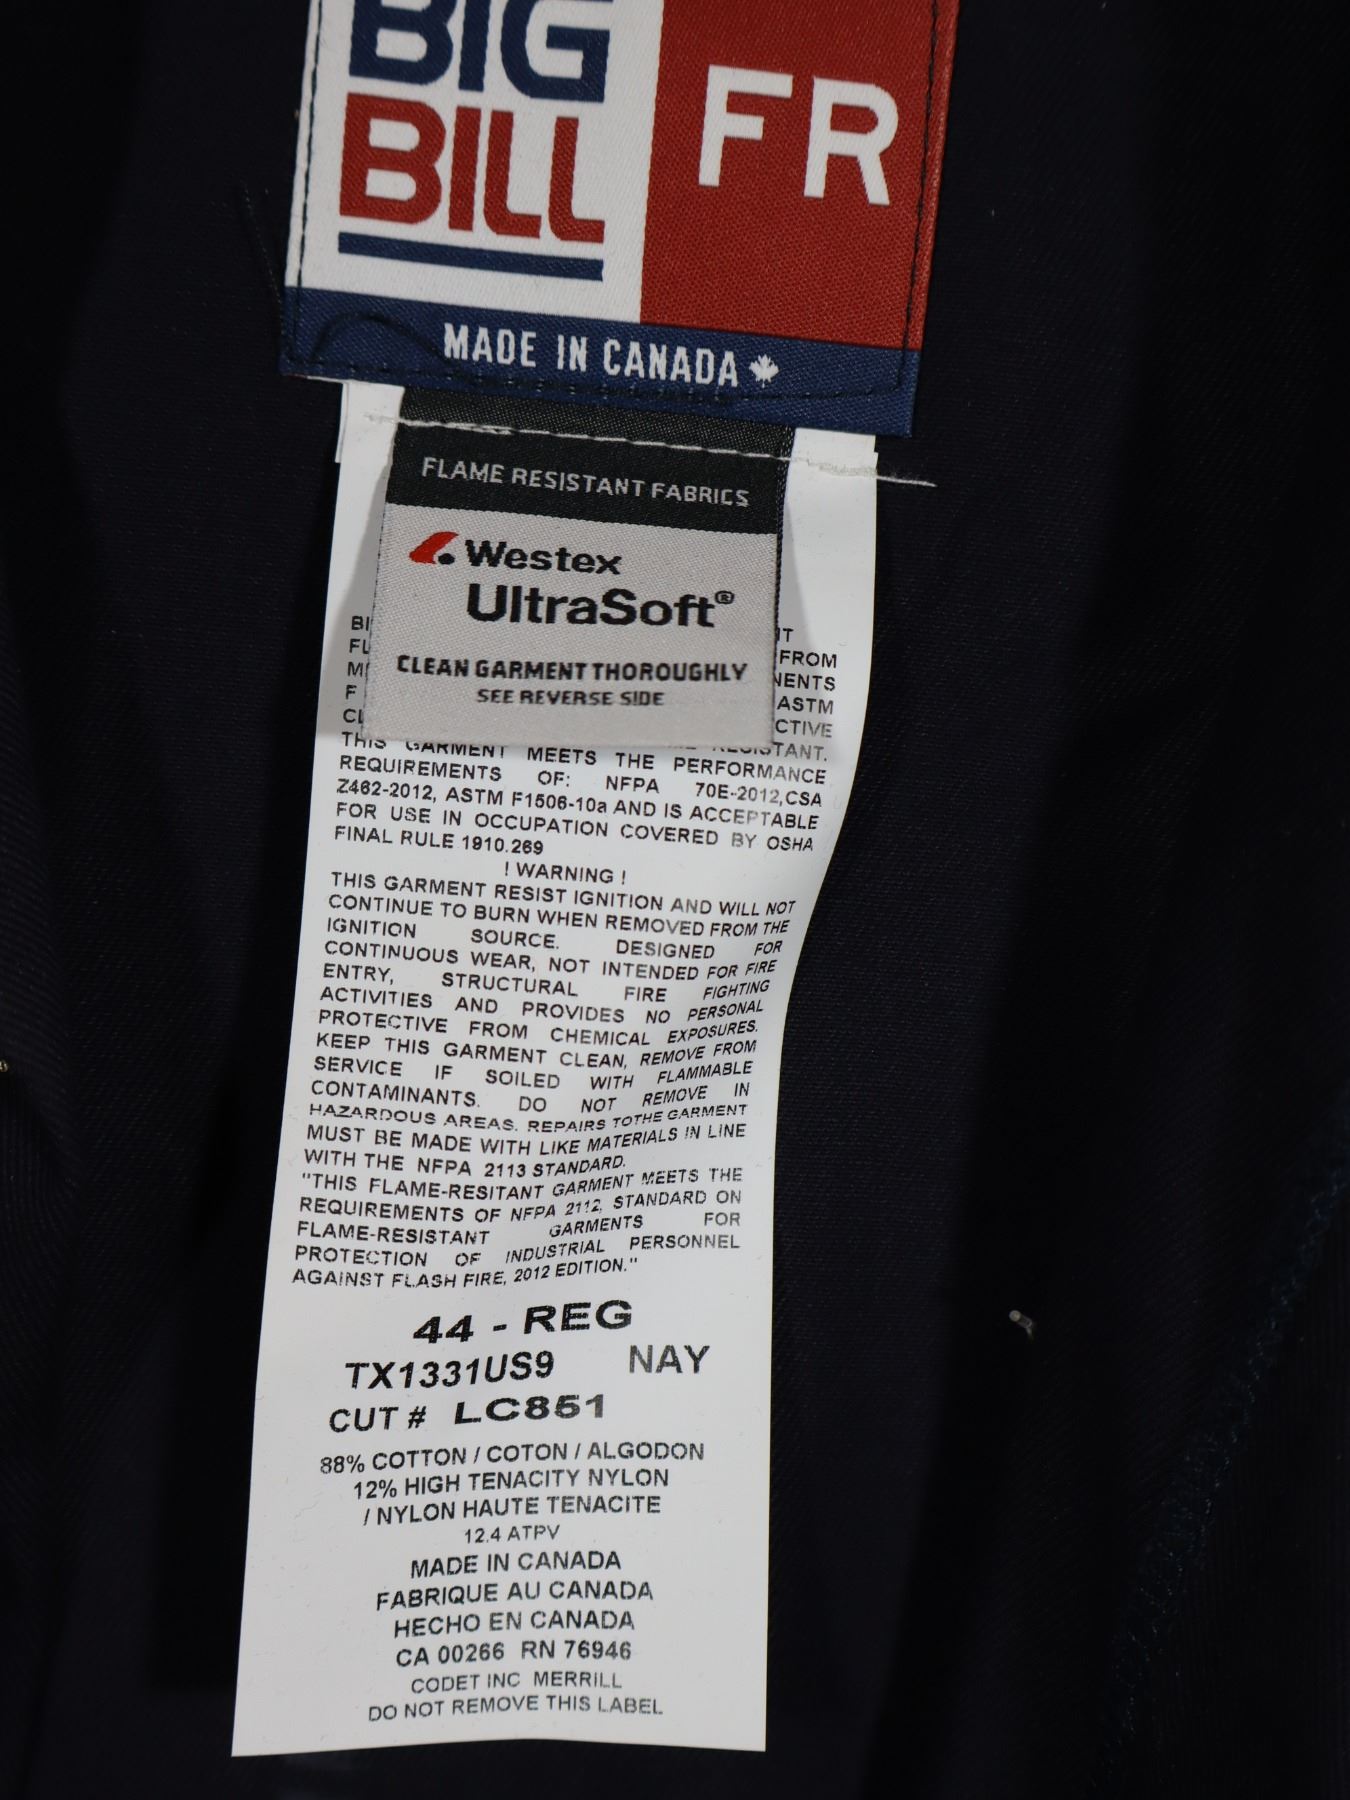 BIG
BILL
FR
MADE IN CANADA
FLAME RESISTANT FABRICS
Westex
UltraSoft®
CLEAN GARMENT THOROUGHLY
SEE REVERSE SIDE
FROM
ASTM
THIS GARMENT MEETS THE PERFORMANCE
REQUIREMENTS OF: NFPA 70E-2012,CSA
Z462-2012, ASTM F1506-10a AND IS ACCEPTABLE
FOR USE IN OCCUPATION COVERED BY OSHA
FINAL RULE 1910.269
! WARNING !
THIS GARMENT RESIST IGNITION AND WILL NOT
CONTINUE TO BURN WHEN REMOVED FROM THE
IGNITION SOURCE. DESIGNED FOR
CONTINUOUS WEAR, NOT INTENDED FOR FIRE
ENTRY, STRUCTURAL FIRE FIGHTING
ACTIVITIES AND PROVIDES NO PERSONAL
PROTECTIVE FROM CHEMICAL EXPOSURES.
KEEP THIS GARMENT CLEAN, REMOVE FROM
SERVICE IF SOILED WITH FLAMMABLE
CONTAMINANTS. DO NOT REMOVE IN
HAZARDOUS AREAS. REPAIRS TOTHE GARMENT
MUST BE MADE WITH LIKE MATERIALS IN LINE
WITH THE NFPA 2113 STANDARD.
"THIS FLAME-RESITANT GARMENT MEETS THE
REQUIREMENTS OF NFPA 2112, STANDARD ON
FLAME-RESISTANT GARMENTS FOR
PROTECTION OF INDUSTRIAL PERSONNEL
AGAINST FLASH FIRE, 2012 EDITION."
44 - REG
TX1331US9 NAY
CUT # LC851
88% COTTON / COTON / ALGODON
12% HIGH TENACITY NYLON
/ NYLON HAUTE TENACITE
12.4 ATPV
MADE IN CANADA
FABRIQUE AU CANADA
HECHO EN CANADA
CA 00266 RN 76946
CODET INC MERRILL
DO NOT REMOVE THIS LABEL